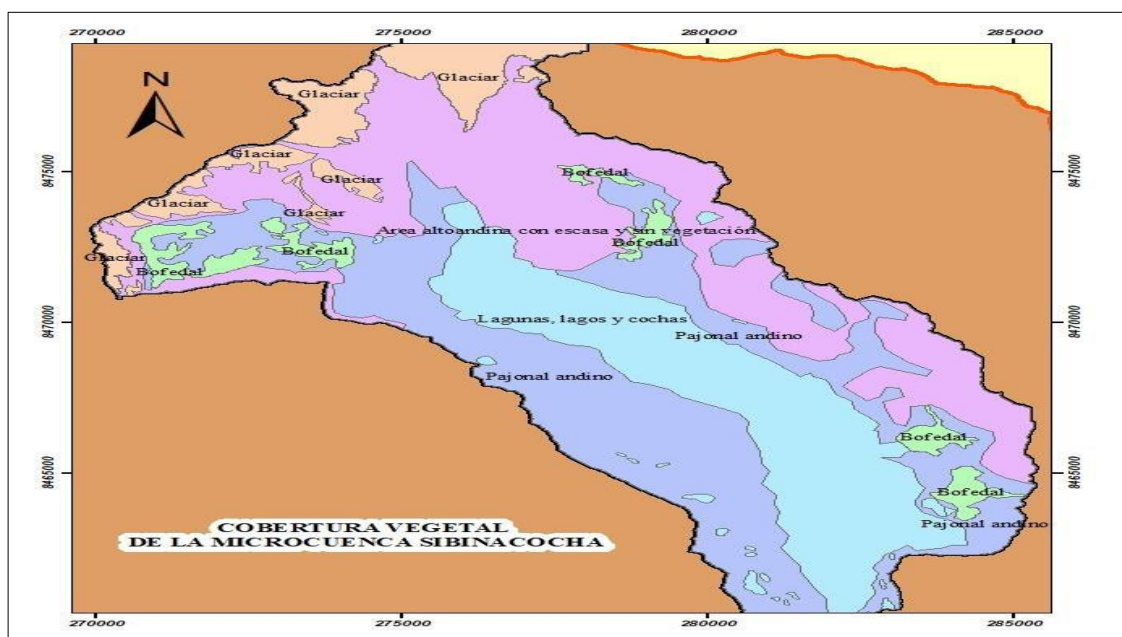 270000 275000 280000 285000
N
Glaciar
Glaciar
Glaciar
8475000
8475000
Bofedal
Glaciar
Glaciar
Glaciar
Area altoandina con escasa y sin vegetación
Bofedal
Bofedal
Glaciar
Bofedal
Lagunas, lagos y cochas
8470000
8470000
Pajonal andino
Pajonal andino
Bofedal
8465000
8465000
Bofedal
Pajonal andino
COBERTURA VEGETAL
DE LA MICROCUENCA SIBINACOCHA
270000 275000 280000 285000